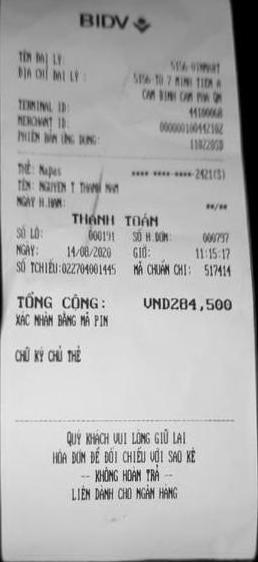 BIDV
TÊN ĐẠI LÝ: 5156-VINMART
ĐỊA CHỈ ĐẠI LÝ: 5156-TO 7 MINH TIEN A
CAM BINH CAM PHA QN
TERMINAL ID:
MERCHANT ID:
PHIÊN BẢN ỨNG DỤNG:
THẺ: Napas **** **** ****2421(S)
TÊN: NGUYEN T THANH NAM
NGÀY H.HẠN: **/**
THANH TOÁN
SỐ LÔ: 000191 SỐ H.ĐƠN: 000797
NGÀY: 14/08/2020 GIỜ: 11:15:17
SỐ TCHIẾU:022704001445 MÃ CHUẨN CHI: 517414
TỔNG CỘNG: VND284,500
XÁC NHẬN BẰNG MÃ PIN
CHỮ KÝ CHỦ THẺ
QUÝ KHÁCH VUI LÒNG GIỮ LẠI
HÓA ĐƠN ĐỂ ĐỐI CHIẾU VỚI SAO KÊ
-- KHÔNG HOÀN TRẢ --
LIÊN DÀNH CHO NGÂN HÀNG